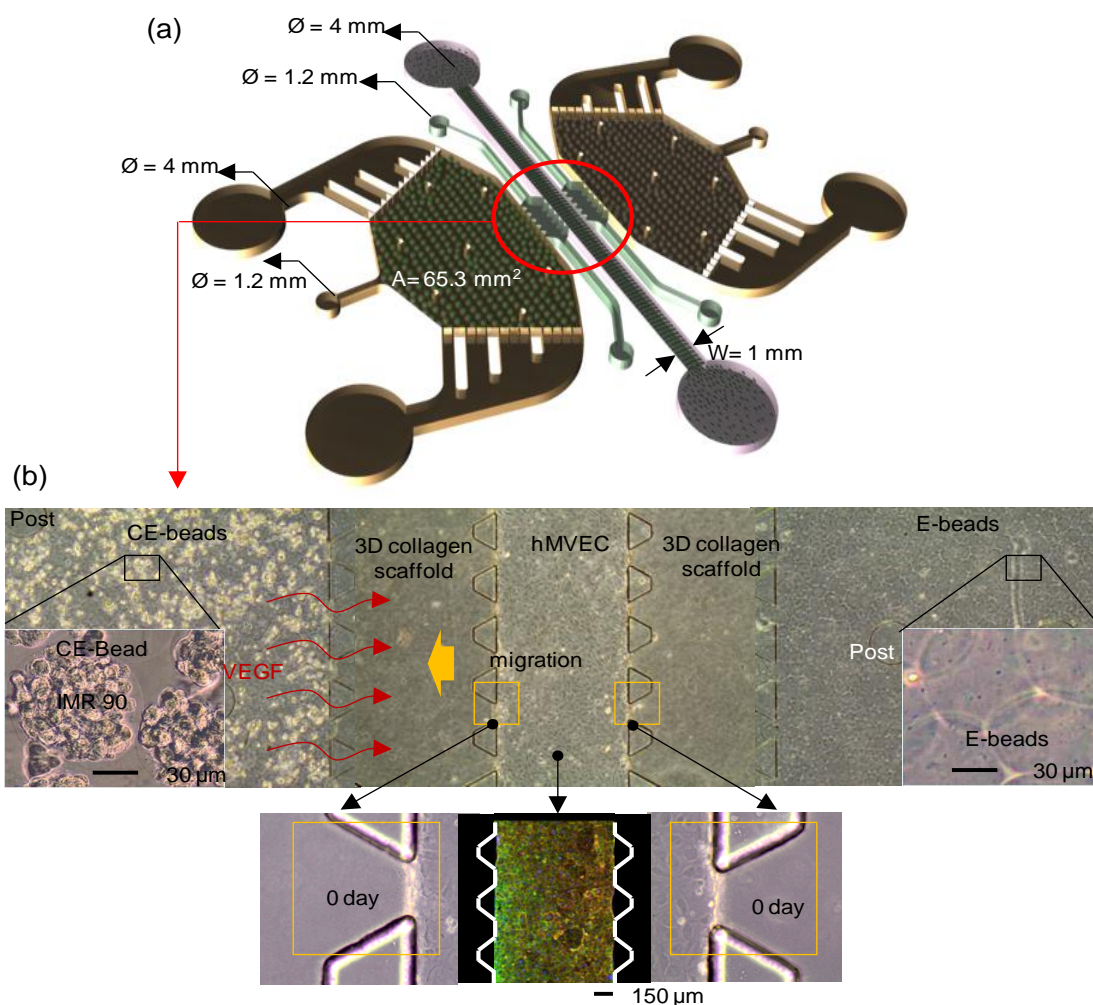 (a)
Ø = 4 mm
Ø = 1.2 mm
Ø = 4 mm
Ø = 1.2 mm
A= 65.3 mm²
W= 1 mm
(b)
Post
CE-beads
3D collagen
scaffold
hMVEC
3D collagen
scaffold
E-beads
CE-Bead
IMR 90
30 µm
VEGF
migration
Post
E-beads
30 µm
0 day
0 day
150 µm